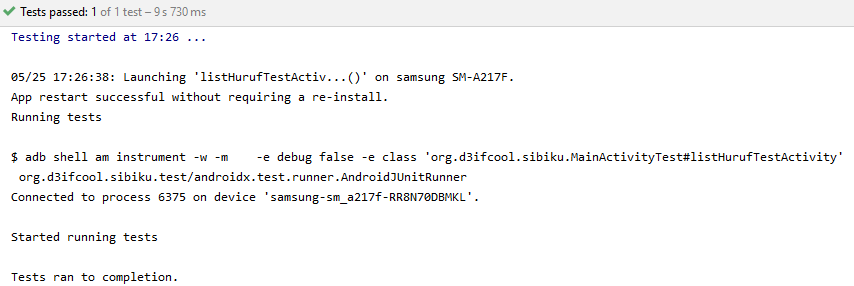 Tests passed: 1 of 1 test – 9 s 730 ms
Testing started at 17:26 ...
05/25 17:26:38: Launching 'listHurufTestActiv...()' on samsung SM-A217F.
App restart successful without requiring a re-install.
Running tests
$ adb shell am instrument -w -m    -e debug false -e class 'org.d3ifcool.sibiku.MainActivityTest#listHurufTestActivity'
org.d3ifcool.sibiku.test/androidx.test.runner.AndroidJUnitRunner
Connected to process 6375 on device 'samsung-sm_a217f-RR8N70DBMKL'.
Started running tests
Tests ran to completion.